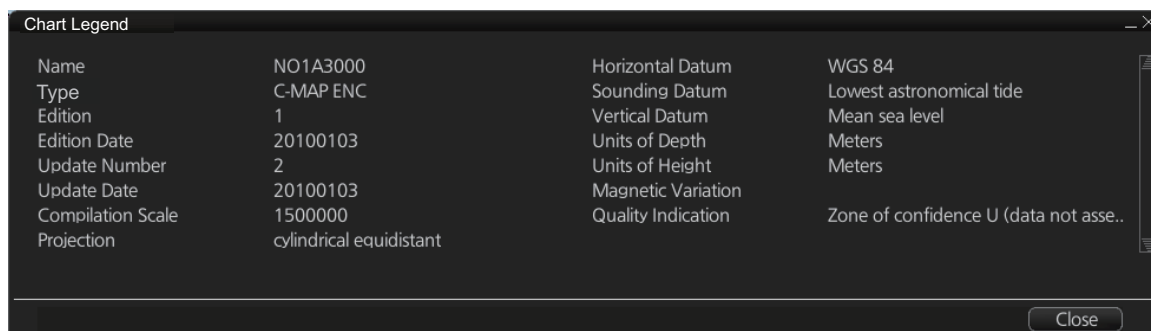 Chart Legend
Name NO1A3000 Horizontal Datum WGS 84
Type C-MAP ENC Sounding Datum Lowest astronomical tide
Edition 1 Vertical Datum Mean sea level
Edition Date 20100103 Units of Depth Meters
Update Number 2 Units of Height Meters
Update Date 20100103 Magnetic Variation
Compilation Scale 1500000 Quality Indication Zone of confidence U (data not asse..
Projection cylindrical equidistant
Close